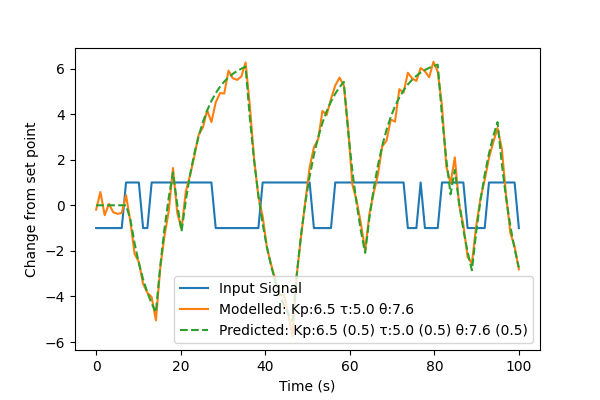 6
4
2
0
−2
−4
−6
Change from set point
0
20
40
60
80
100
Time (s)
Input Signal
Modelled: Kp:6.5 τ:5.0 θ:7.6
Predicted: Kp:6.5 (0.5) τ:5.0 (0.5) θ:7.6 (0.5)